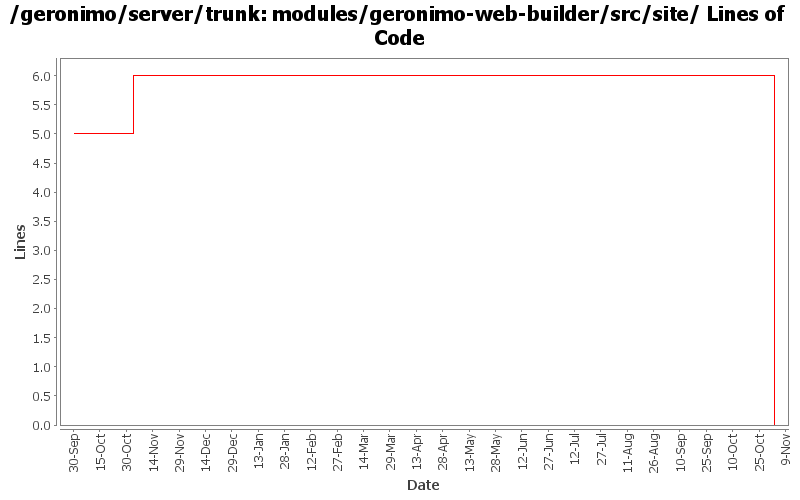 /geronimo/server/trunk: modules/geronimo-web-builder/src/site/ Lines of
Code
6.0
5.5
5.0
4.5
4.0
3.5
3.0
2.5
2.0
1.5
1.0
0.5
0.0
Lines
30-Sep
15-Oct
30-Oct
14-Nov
29-Nov
14-Dec
29-Dec
13-Jan
28-Jan
12-Feb
27-Feb
14-Mar
29-Mar
13-Apr
28-Apr
13-May
28-May
12-Jun
27-Jun
12-Jul
27-Jul
11-Aug
26-Aug
10-Sep
25-Sep
10-Oct
25-Oct
9-Nov
Date